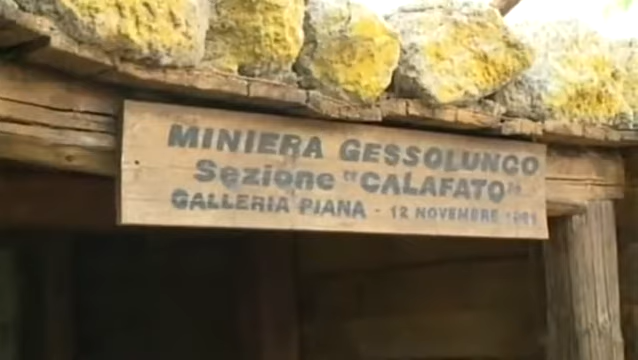 MINIERA GESSOLUNGO
Sezione "CALAFATO"
GALLERIA PIANA - 12 NOVEMBRE